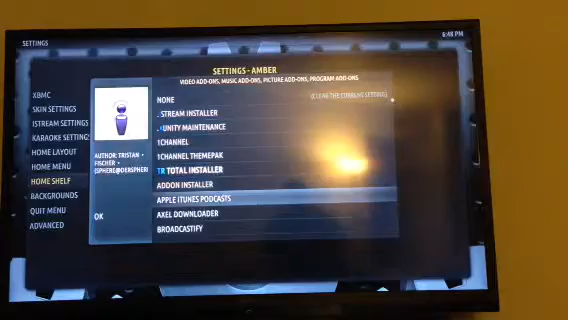 SETTINGS
6:48 PM
SETTINGS - AMBER
VIDEO ADD-ONS, MUSIC ADD-ONS, PICTURE ADD-ONS, PROGRAM ADD-ONS
XBMC
SKIN SETTINGS
ISTREAM SETTINGS
KARAOKE SETTINGS
HOME LAYOUT
HOME MENU
HOME SHELF
BACKGROUNDS
QUIT MENU
ADVANCED
AUTHOR: TRISTAN
FISCHER
OK
NONE
(CLEAR THE CURRENT SETTING)
. STREAM INSTALLER
UNITY MAINTENANCE
1CHANNEL
1CHANNEL THEMEPAK
TR TOTAL INSTALLER
ADDON INSTALLER
APPLE ITUNES PODCASTS
AXEL DOWNLOADER
BROADCASTIFY